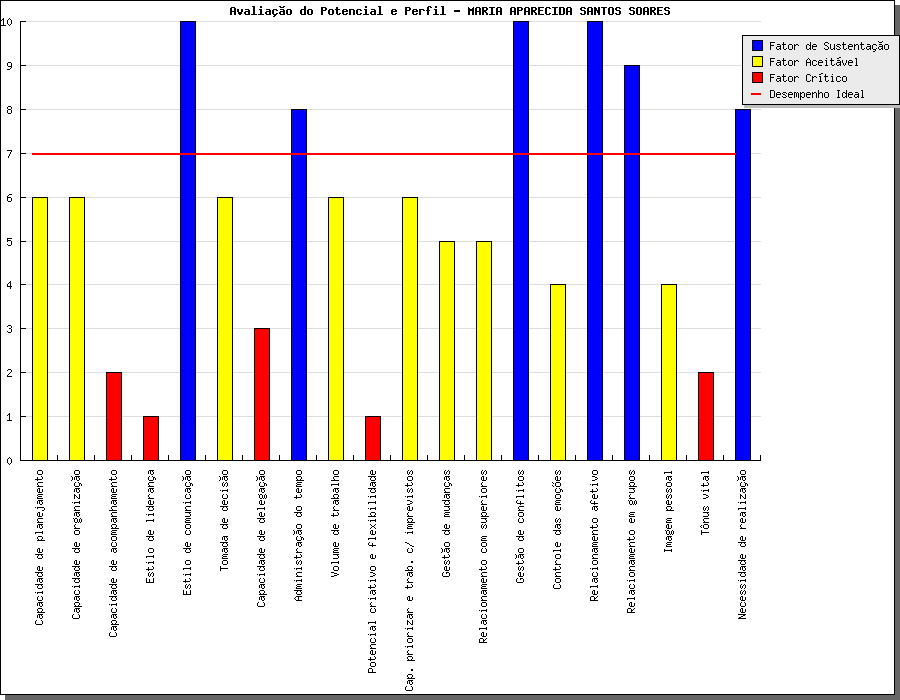 Avaliação do Potencial e Perfil - MARIA APARECIDA SANTOS SOARES
Fator de Sustentação
Fator Aceitável
Fator Crítico
Desempenho Ideal
10
9
8
7
6
5
4
3
2
1
0
Capacidade de planejamento
Capacidade de organização
Capacidade de acompanhamento
Estilo de liderança
Estilo de comunicação
Tomada de decisão
Capacidade de delegação
Administração do tempo
Volume de trabalho
Potencial criativo e flexibilidade
Cap. priorizar e trab. c/ imprevistos
Gestão de mudanças
Relacionamento com superiores
Gestão de conflitos
Controle das emoções
Relacionamento afetivo
Relacionamento em grupos
Imagem pessoal
Tônus vital
Necessidade de realização